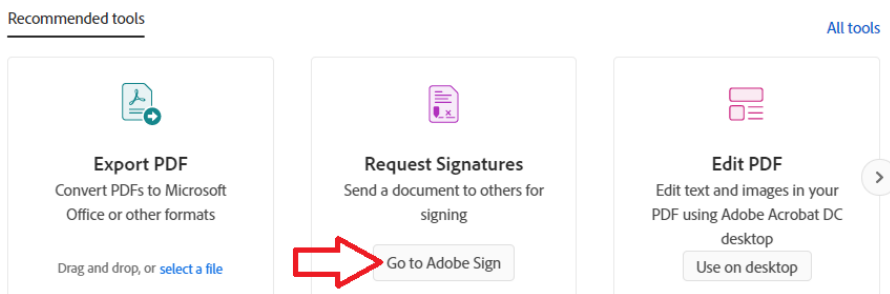 Recommended tools
All tools
Export PDF
Convert PDFs to Microsoft
Office or other formats
Drag and drop, or select a file
Request Signatures
Send a document to others for
signing
Go to Adobe Sign
Edit PDF
Edit text and images in your
PDF using Adobe Acrobat DC
desktop
Use on desktop